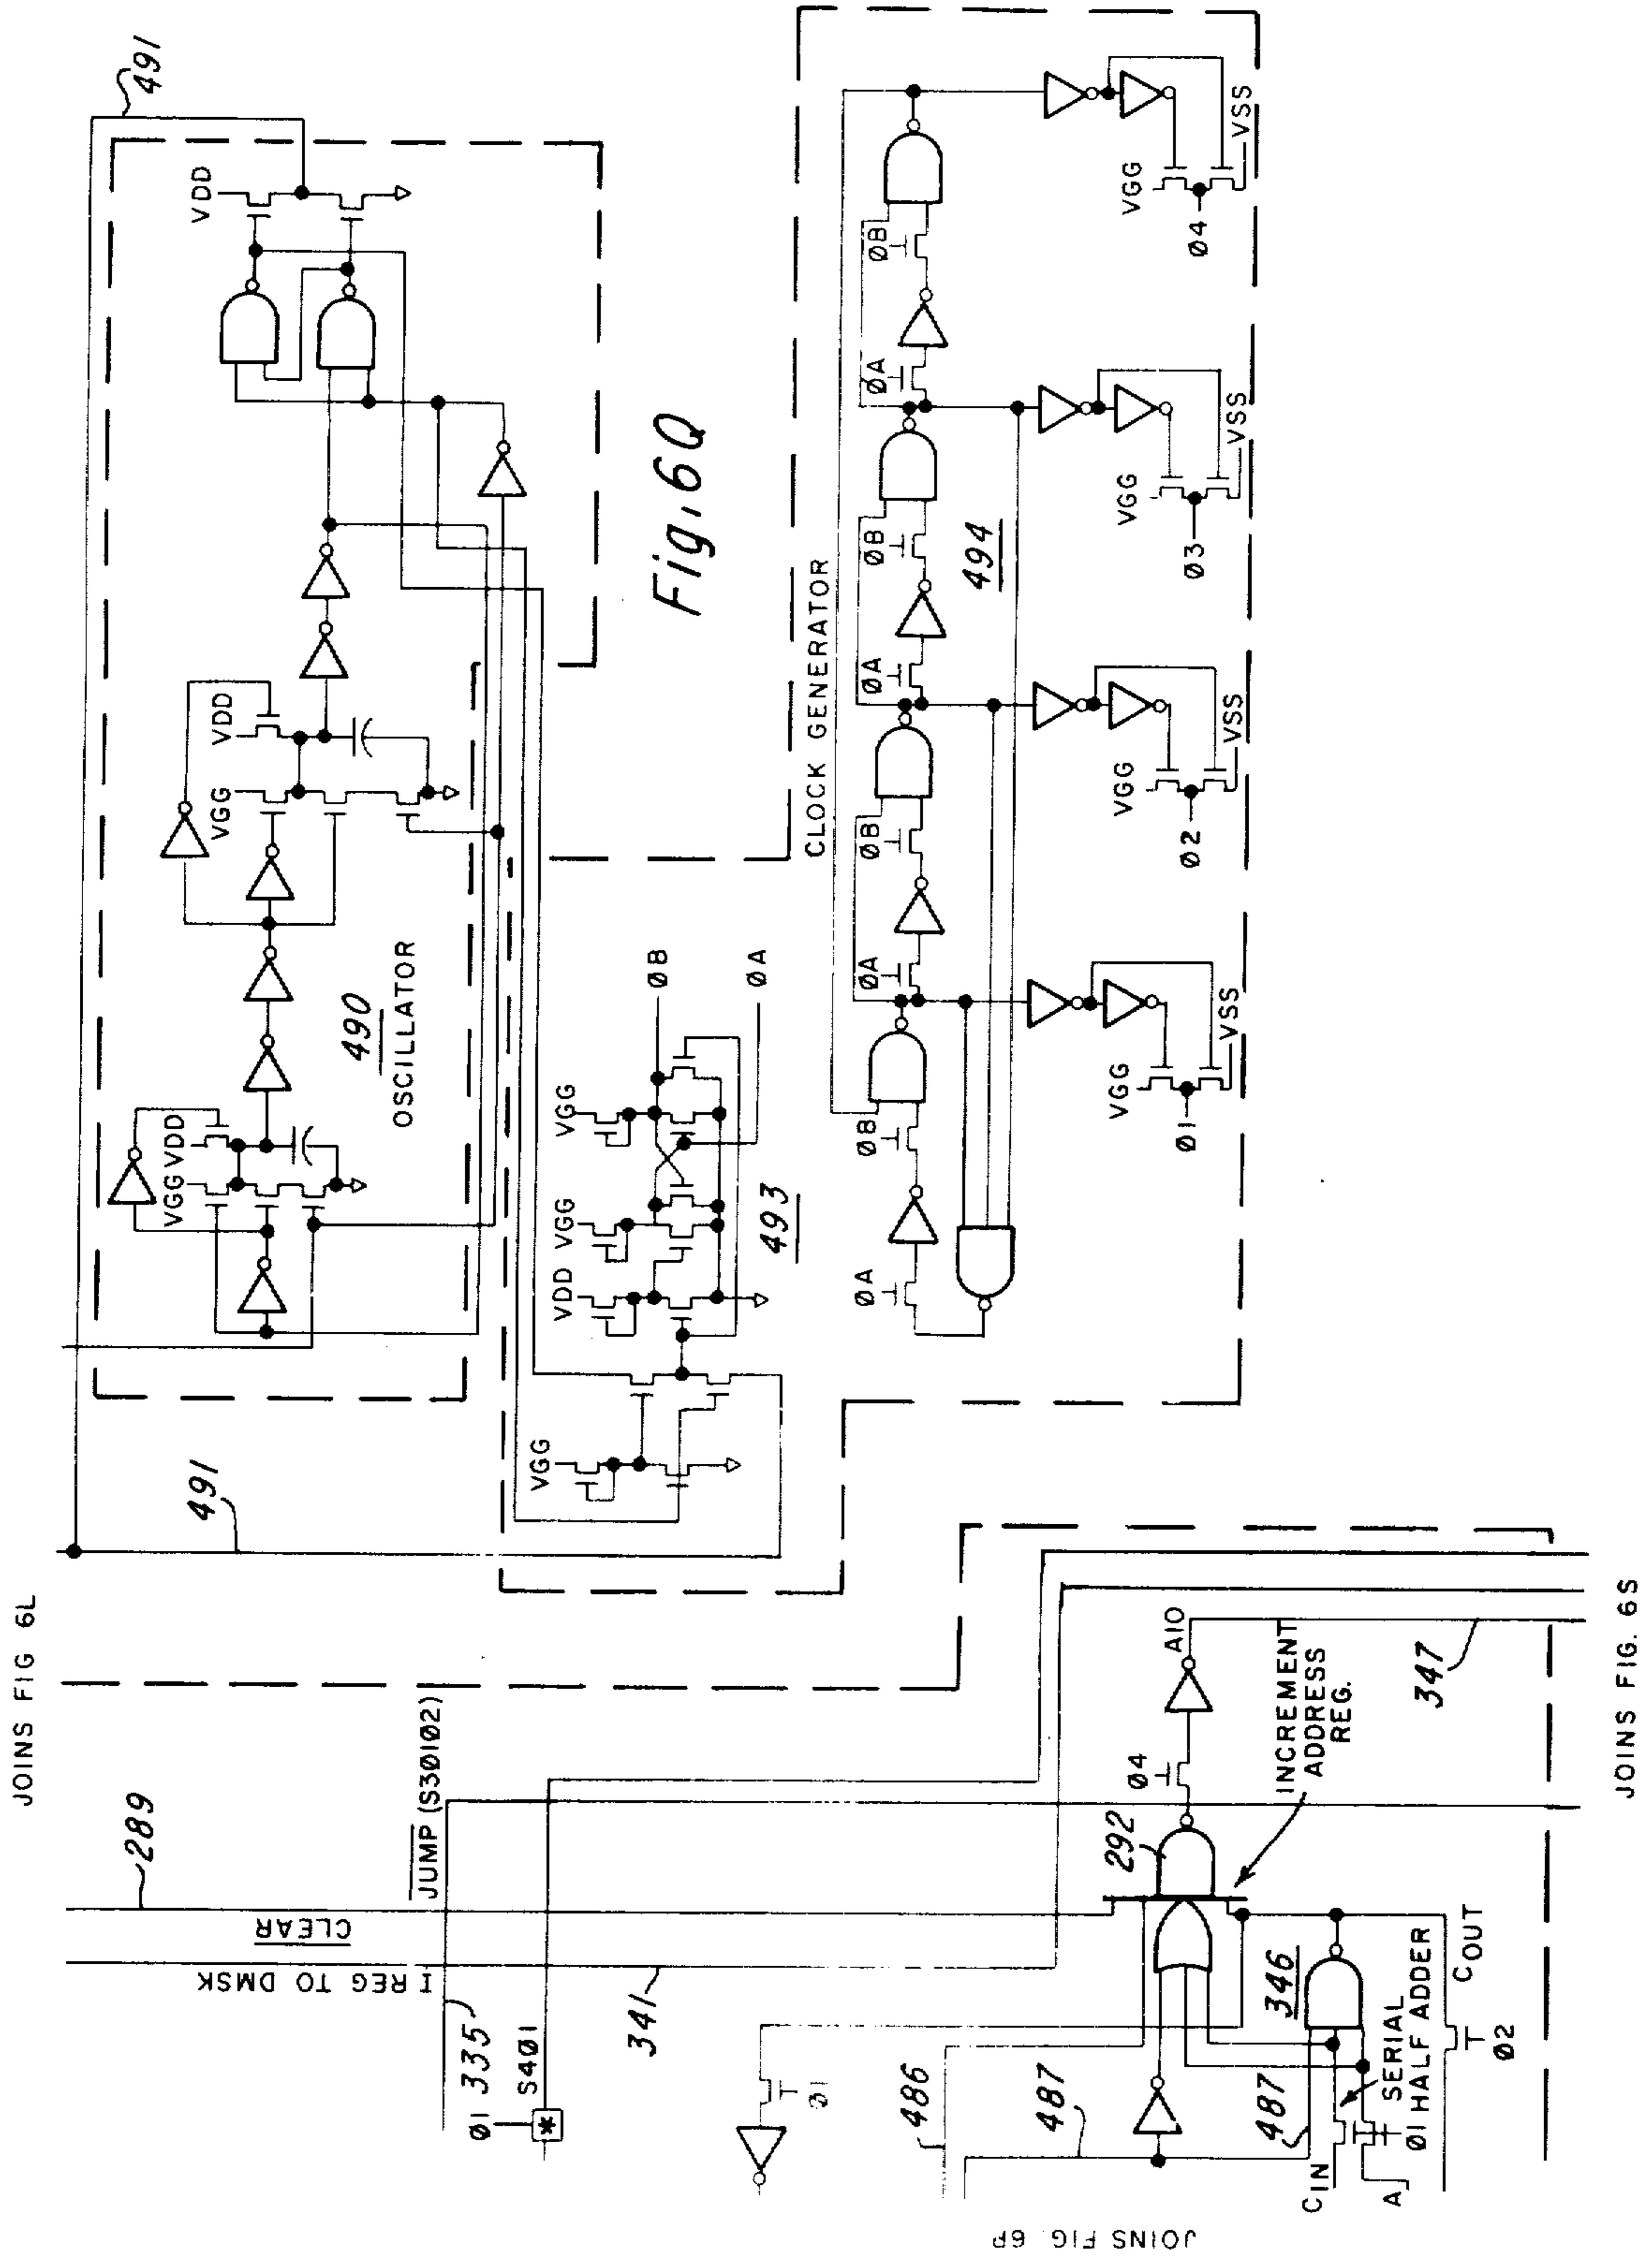 JOINS FIG 6L
491
491
VDD
VDD
VGG
VGG VDD
490
OSCILLATOR
Fig. 6Q
VGG
VDD VGG
VGG
ØB
ØA
493
CLOCK GENERATOR
ØA
ØB
ØA
ØB
ØA
ØB
ØA
ØB
494
VGG
Ø1
VSS
VGG
Ø2
VSS
VGG
Ø3
VSS
VGG
Ø4
VSS
289
CLEAR
I REG TO DMSK
JUMP (S3Ø1Ø2)
335
Ø1
S4Ø1
341
Ø1
486
487
487
CIN
A
Ø1
SERIAL
HALF ADDER
346
COUT
Ø2
292
Ø4
A10
INCREMENT
ADDRESS
REG.
347
JOINS FIG. 6P
JOINS FIG. 6S